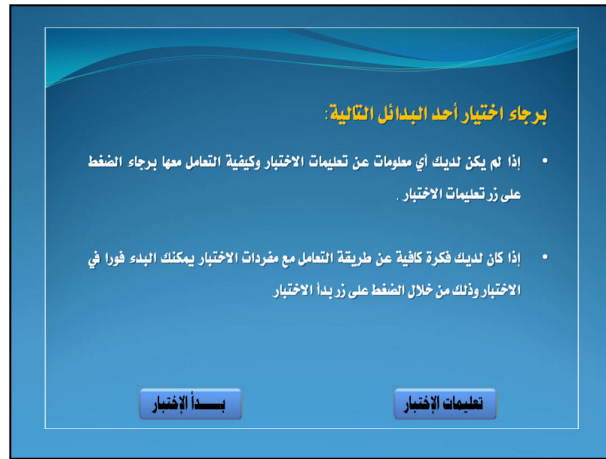 برجاء اختيار أحد البدائل التالية:
• إذا لم يكن لديك أي معلومات عن تعليمات الاختبار وكيفية التعامل معها برجاء الضغط
على زر تعليمات الاختبار .
• إذا كان لديك فكرة كافية عن طريقة التعامل مع مفردات الاختبار يمكنك البدء فورا في
الاختبار وذلك من خلال الضغط على زر بدأ الاختبار
تعليمات الإختبار
بـــــدأ الإختبار